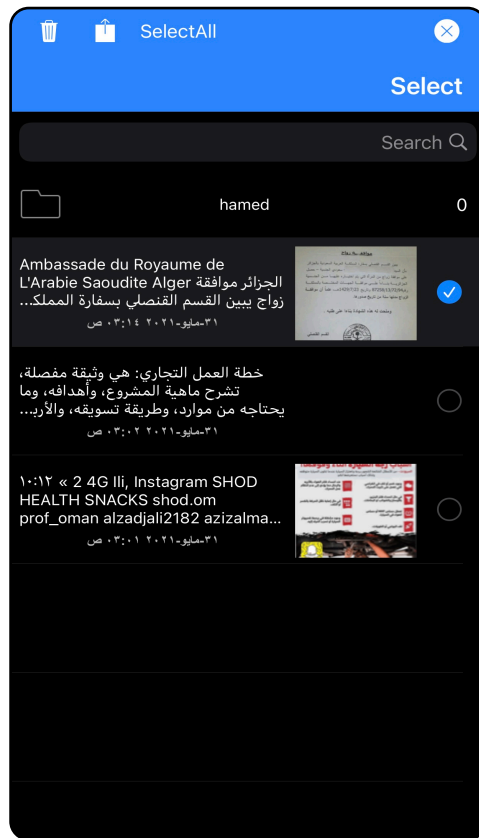 SelectAll
Select
Search
hamed
0
Ambassade du Royaume de
L'Arabie Saoudite Alger الجزائر موافقة
زواج يبين القسم القنصلي بسفارة المملكـ...
٣١-مايو-٢٠٢١ ٠٣:١٤ ص
خطة العمل التجاري: هي وثيقة مفصلة،
تشرح ماهية المشروع، وأهدافه، وما
يحتاجه من موارد، وطريقة تسويقه، والأربـ...
٣١-مايو-٢٠٢١ ٠٣:٠٢ ص
١٠:١٢ « 2 4G lli, Instagram SHOD
HEALTH SNACKS shod.om
prof_oman alzadjali2182 azizalma...
٣١-مايو-٢٠٢١ ٠٣:٠١ ص